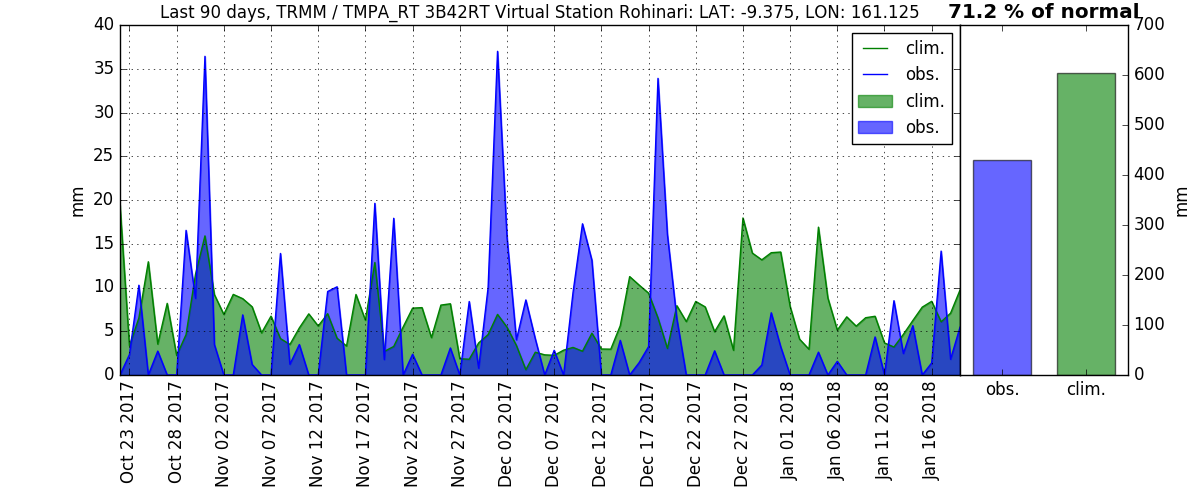 Last 90 days, TRMM / TMPA_RT 3B42RT Virtual Station Rohinari: LAT: -9.375, LON: 161.125
71.2 % of normal
40
35
30
25
20
15
10
5
0
mm
clim.
obs.
clim.
obs.
700
600
500
400
300
200
100
0
mm
Oct 23 2017
Oct 28 2017
Nov 02 2017
Nov 07 2017
Nov 12 2017
Nov 17 2017
Nov 22 2017
Nov 27 2017
Dec 02 2017
Dec 07 2017
Dec 12 2017
Dec 17 2017
Dec 22 2017
Dec 27 2017
Jan 01 2018
Jan 06 2018
Jan 11 2018
Jan 16 2018
obs.
clim.